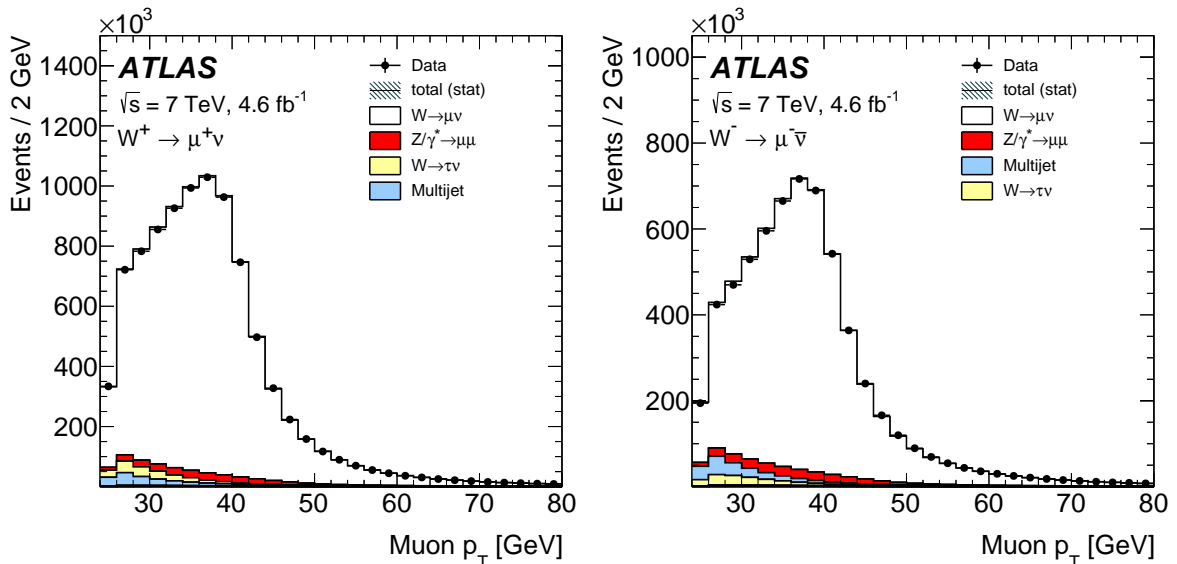 ×10³
Events / 2 GeV
1400
1200
1000
800
600
400
200
ATLAS
√s = 7 TeV, 4.6 fb⁻¹
W⁺ → μ⁺ν
Data
total (stat)
W→μν
Z/γ*→μμ
W→τν
Multijet
30 40 50 60 70 80
Muon p_T [GeV]
×10³
Events / 2 GeV
1000
800
600
400
200
ATLAS
√s = 7 TeV, 4.6 fb⁻¹
W⁻ → μ⁻ν̅
Data
total (stat)
W→μν
Z/γ*→μμ
Multijet
W→τν
30 40 50 60 70 80
Muon p_T [GeV]